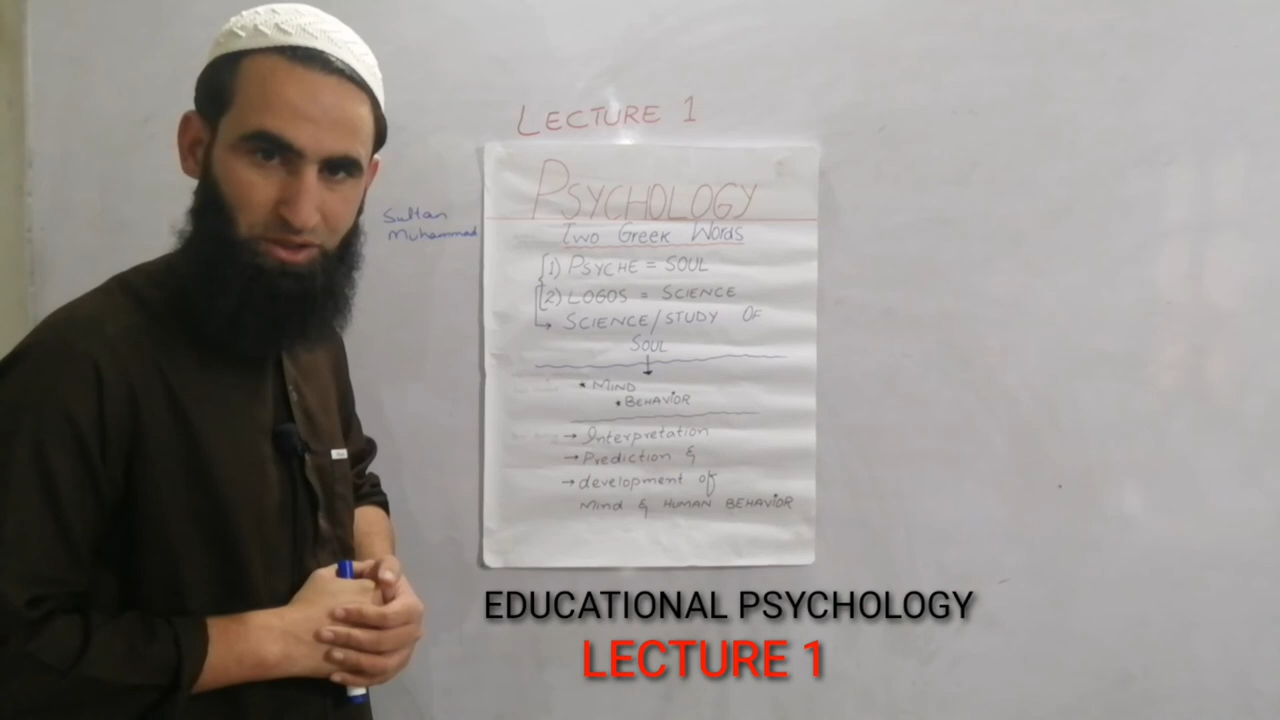 LECTURE 1
Sultan
Muhammad
PSYCHOLOGY
Two Greek Words
1) PSYCHE = SOUL
2) LOGOS = SCIENCE
→ SCIENCE/STUDY OF
SOUL
* MIND
* BEHAVIOR
→ Interpretation
→ Prediction &
→ development of
Mind & HUMAN BEHAVIOR
EDUCATIONAL PSYCHOLOGY
LECTURE 1